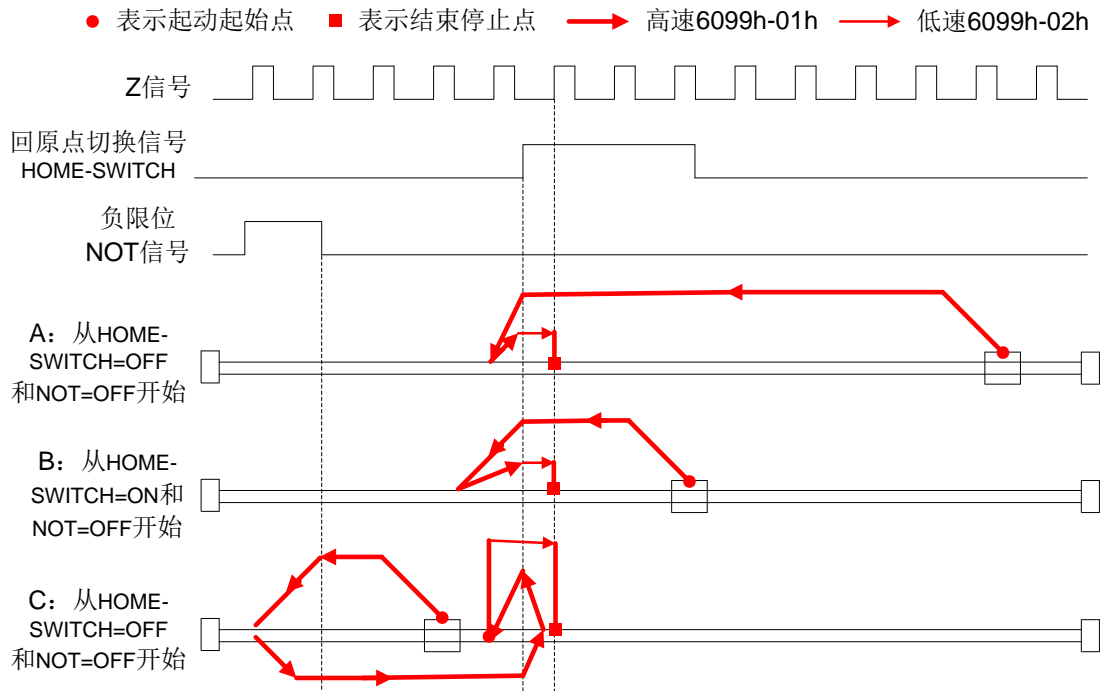 表示起动起始点 表示结束停止点 高速6099h-01h 低速6099h-02h
Z信号
回原点切换信号
HOME-SWITCH
负限位
NOT信号
A：从HOME-
SWITCH=OFF
和NOT=OFF开始
B：从HOME-
SWITCH=ON和
NOT=OFF开始
C：从HOME-
SWITCH=OFF
和NOT=OFF开始